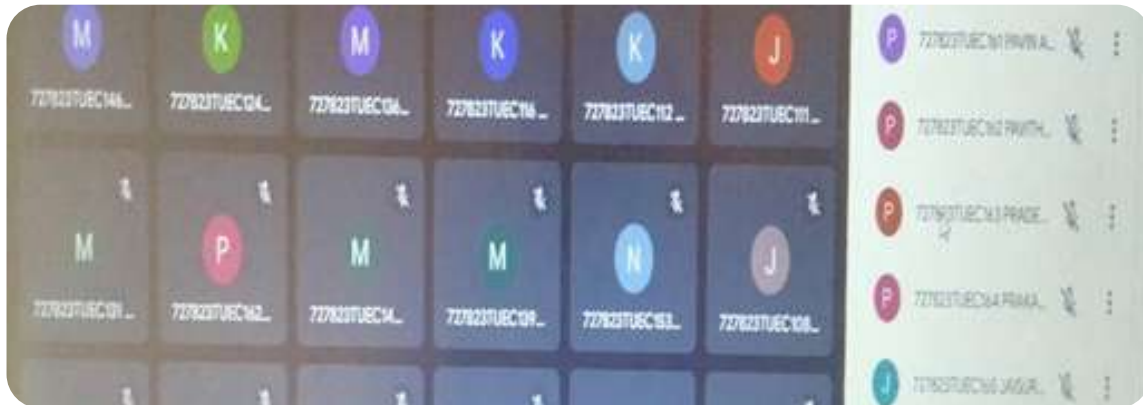 M K M K K J
727823TUEC146... 727823TUEC124... 727823TUEC136... 727823TUEC116 ... 727823TUEC112 ... 727823TUEC111 ...
M P M M N J
727823TUEC131 ... 727823TUEC162... 727823TUEC14... 727823TUEC139... 727823TUEC153... 727823TUEC108...
P 727823TUEC161 PAVIN A...
P 727823TUEC162 PAVITH...
P 727823TUEC163 PRADE...
P 727823TUEC164 PRAKA...
J